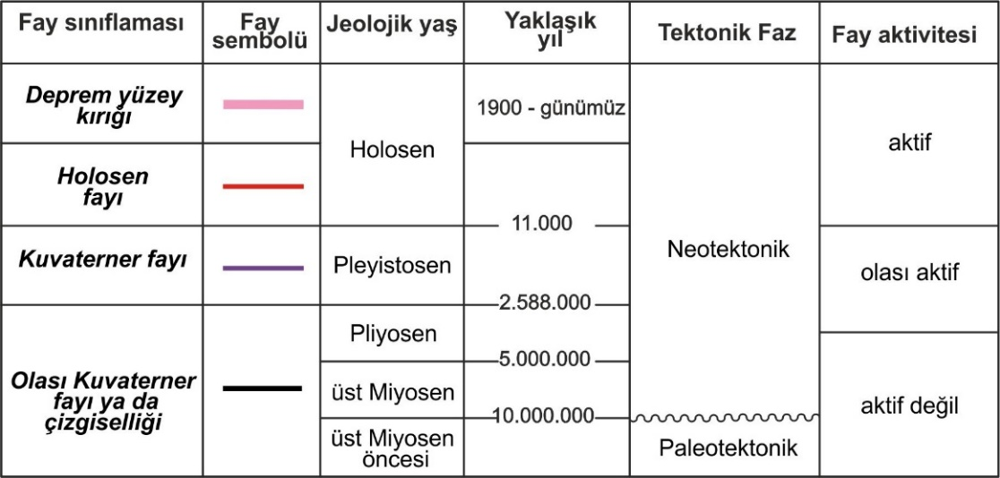 Fay sınıflaması
Fay
sembolü
Jeolojik yaş
Yaklaşık
yıl
Tektonik Faz
Fay aktivitesi
Deprem yüzey
kırığı
Holosen
1900 - günümüz
Neotektonik
aktif
Holosen
fayı
11.000
Kuvaterner fayı
Pleyistosen
olası aktif
2.588.000
Olası Kuvaterner
fayı ya da
çizgiselliği
Pliyosen
5.000.000
aktif değil
üst Miyosen
10.000.000
üst Miyosen
öncesi
Paleotektonik